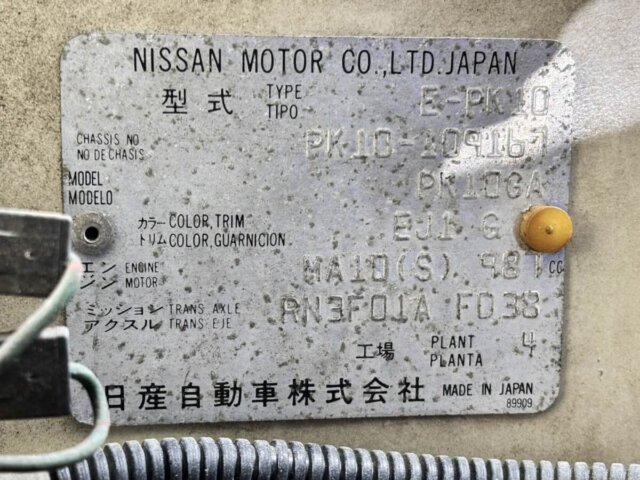 NISSAN MOTOR CO.,LTD.JAPAN
型式 TYPE TIPO E-PK10
CHASSIS NO NO DE CHASIS PK10-109167
MODEL MODELO PK10GA
カラー COLOR,TRIM
トリム COLOR,GUARNICION EJ1 G
エンジン ENGINE MOTOR MA10(S) 987 CC
ミッション TRANS AXLE
アクスル TRANS EJE RN3F01A FD38
工場 PLANT PLANTA 4
日産自動車株式会社 MADE IN JAPAN
89909